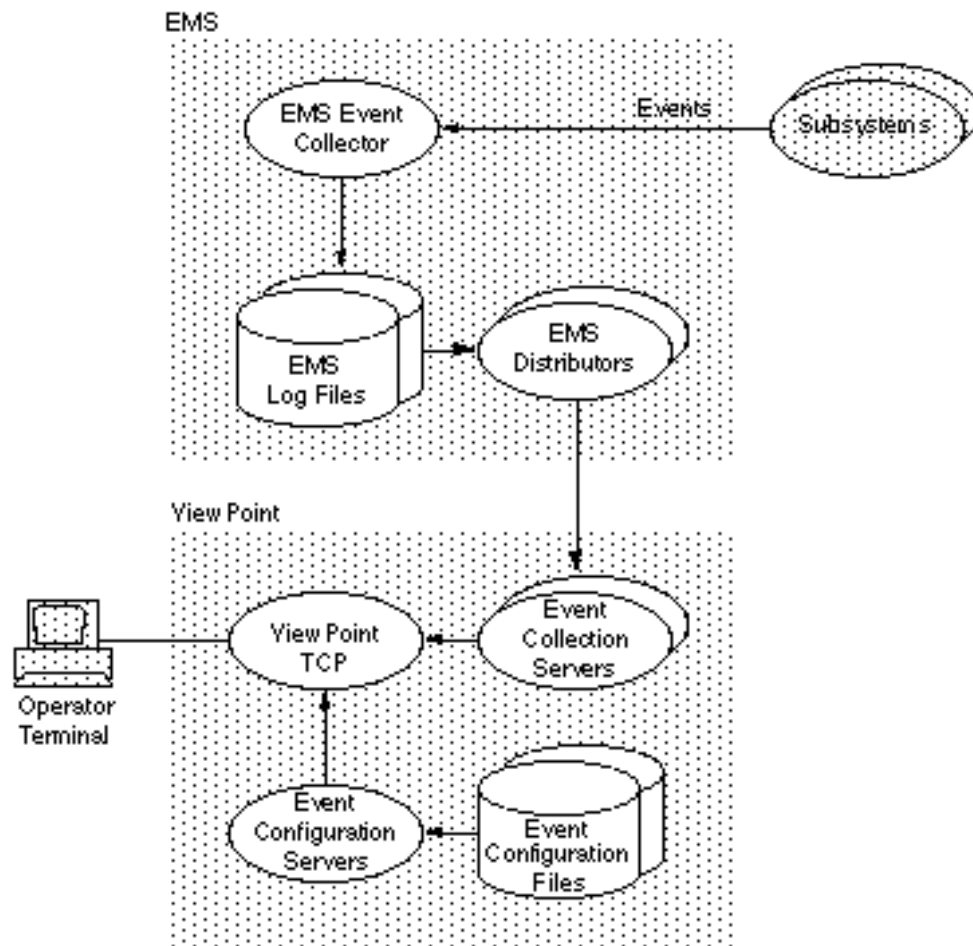 EMS
EMS Event
Collector
Events
Subsystems
EMS
Log Files
EMS
Distributors
View Point
View Point
TCP
Event
Collection
Servers
Operator
Terminal
Event
Configuration
Servers
Event
Configuration
Files